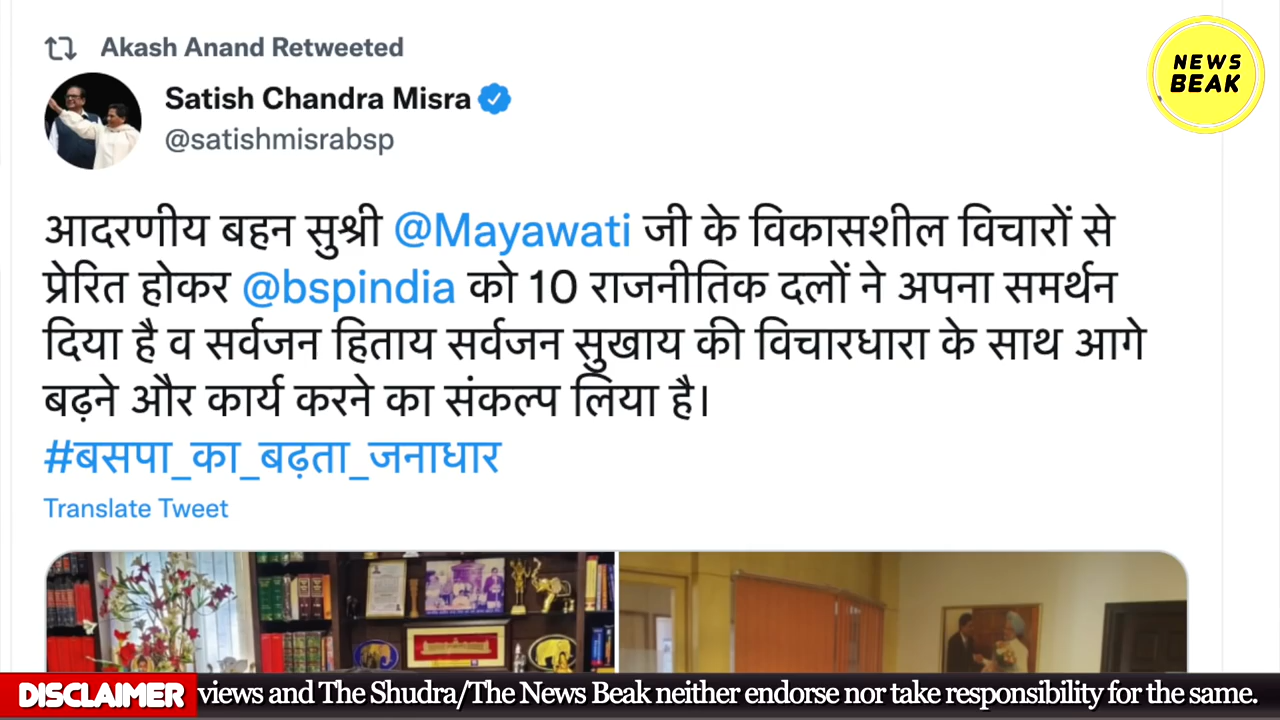 Akash Anand Retweeted
Satish Chandra Misra
@satishmisrabsp
NEWS
BEAK
आदरणीय बहन सुश्री @Mayawati जी के विकासशील विचारों से
प्रेरित होकर @bspindia को 10 राजनीतिक दलों ने अपना समर्थन
दिया है व सर्वजन हिताय सर्वजन सुखाय की विचारधारा के साथ आगे
बढ़ने और कार्य करने का संकल्प लिया है।
#बसपा_का_बढ़ता_जनाधार
Translate Tweet
DISCLAIMER views and The Shudra/The News Beak neither endorse nor take responsibility for the same.